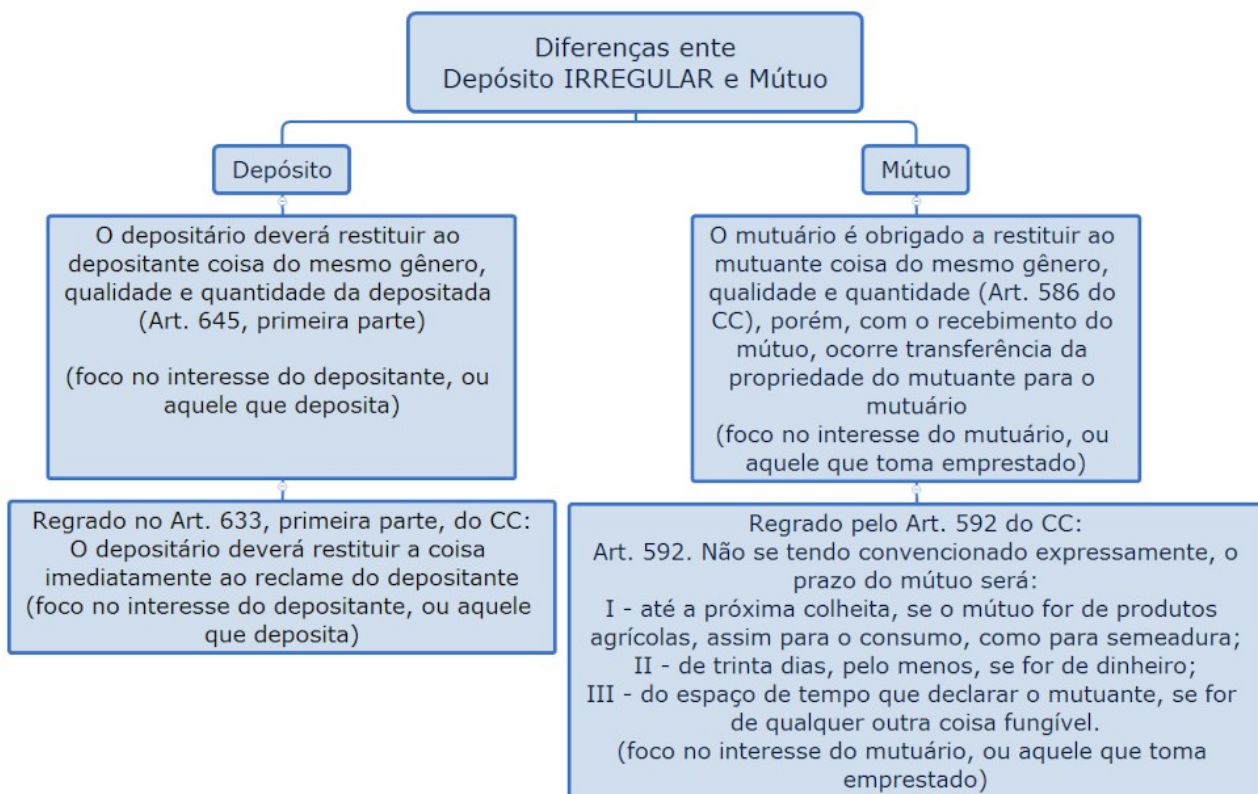 Diferenças ente
Depósito IRREGULAR e Mútuo
Depósito
O depositário deverá restituir ao
depositante coisa do mesmo gênero,
qualidade e quantidade da depositada
(Art. 645, primeira parte)
(foco no interesse do depositante, ou
aquele que deposita)
Regrado no Art. 633, primeira parte, do CC:
O depositário deverá restituir a coisa
imediatamente ao reclame do depositante
(foco no interesse do depositante, ou aquele
que deposita)
Mútuo
O mutuário é obrigado a restituir ao
mutuante coisa do mesmo gênero,
qualidade e quantidade (Art. 586 do
CC), porém, com o recebimento do
mútuo, ocorre transferência da
propriedade do mutuante para o
mutuário
(foco no interesse do mutuário, ou
aquele que toma emprestado)
Regrado pelo Art. 592 do CC:
Art. 592. Não se tendo convencionado expressamente, o
prazo do mútuo será:
I - até a próxima colheita, se o mútuo for de produtos
agrícolas, assim para o consumo, como para semeadura;
II - de trinta dias, pelo menos, se for de dinheiro;
III - do espaço de tempo que declarar o mutuante, se for
de qualquer outra coisa fungível.
(foco no interesse do mutuário, ou aquele que toma
emprestado)